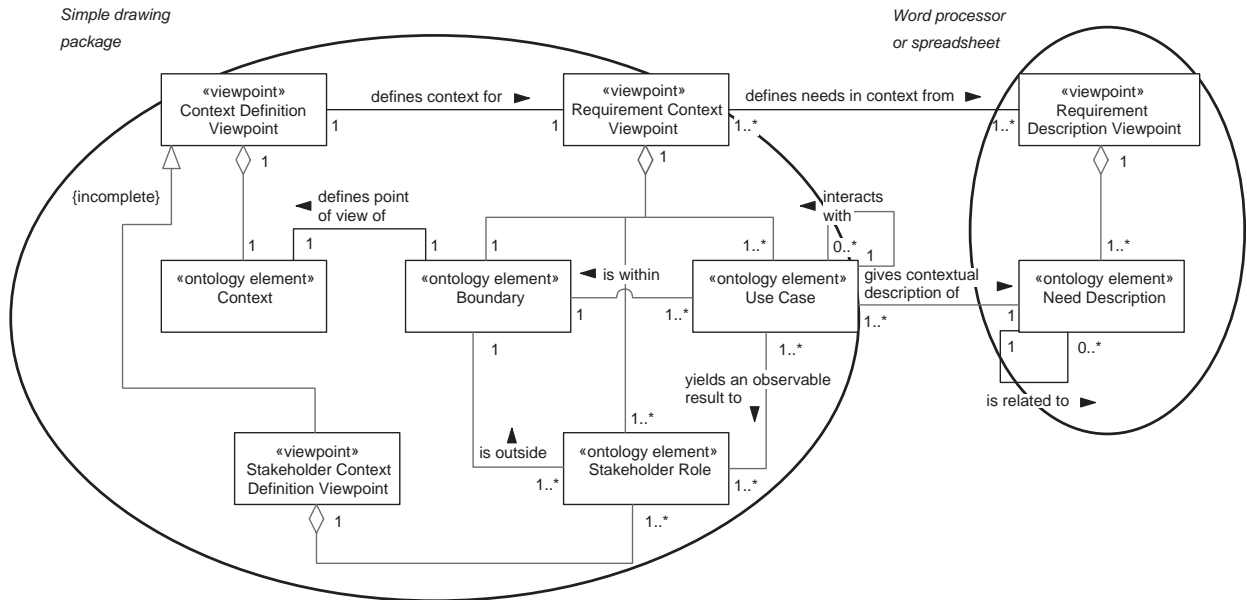 Simple drawing
package
Word processor
or spreadsheet
«viewpoint»
Context Definition
Viewpoint
defines context for
1
1
«viewpoint»
Requirement Context
Viewpoint
defines needs in context from
1..*
1..*
«viewpoint»
Requirement
Description Viewpoint
1
1
1
{incomplete}
defines point
of view of
interacts
with
1
1
1
1
1..*
0..*
1
1..*
«ontology element»
Context
«ontology element»
Boundary
is within
1
1..*
«ontology element»
Use Case
gives contextual
description of
1..*
1
«ontology element»
Need Description
1
1..*
1
0..*
yields an observable
result to
is related to
1..*
is outside
«viewpoint»
Stakeholder Context
Definition Viewpoint
«ontology element»
Stakeholder Role
1..*
1..*
1
1..*